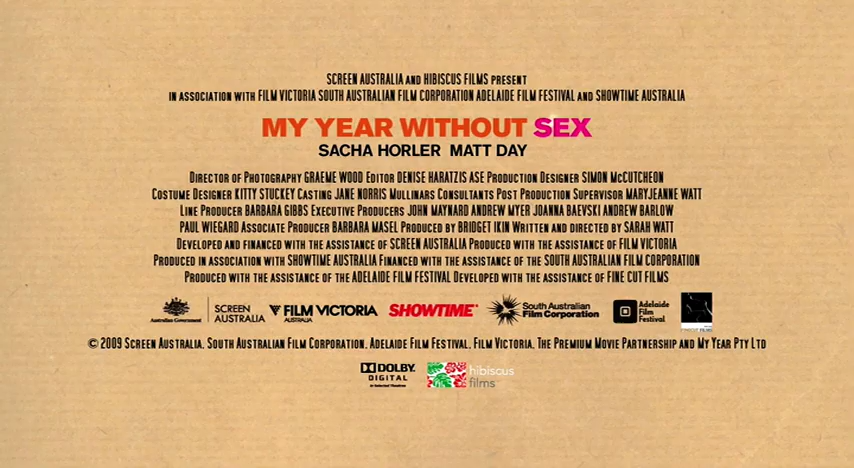 SCREEN AUSTRALIA AND HIBISCUS FILMS PRESENT
IN ASSOCIATION WITH FILM VICTORIA SOUTH AUSTRALIAN FILM CORPORATION ADELAIDE FILM FESTIVAL AND SHOWTIME AUSTRALIA
MY YEAR WITHOUT SEX
SACHA HORLER MATT DAY
DIRECTOR OF PHOTOGRAPHY GRAEME WOOD EDITOR DENISE HARATZIS ASE PRODUCTION DESIGNER SIMON McCUTCHEON
COSTUME DESIGNER KITTY STUCKEY CASTING JANE NORRIS MULLINARS CONSULTANTS POST PRODUCTION SUPERVISOR MARYJEANNE WATT
LINE PRODUCER BARBARA GIBBS EXECUTIVE PRODUCERS JOHN MAYNARD ANDREW MYER JOANNA BAEVSKI ANDREW BARLOW
PAUL WIEGARD ASSOCIATE PRODUCER BARBARA MASEL PRODUCED BY BRIDGET IKIN WRITTEN AND DIRECTED BY SARAH WATT
DEVELOPED AND FINANCED WITH THE ASSISTANCE OF SCREEN AUSTRALIA PRODUCED WITH THE ASSISTANCE OF FILM VICTORIA
PRODUCED IN ASSOCIATION WITH SHOWTIME AUSTRALIA FINANCED WITH THE ASSISTANCE OF THE SOUTH AUSTRALIAN FILM CORPORATION
PRODUCED WITH THE ASSISTANCE OF THE ADELAIDE FILM FESTIVAL DEVELOPED WITH THE ASSISTANCE OF FINE CUT FILMS
Australian Government
SCREEN
AUSTRALIA
FILM VICTORIA
AUSTRALIA
SHOWTIME
South Australian
Film Corporation
Adelaide
Film
Festival
© 2009 SCREEN AUSTRALIA, SOUTH AUSTRALIAN FILM CORPORATION, ADELAIDE FILM FESTIVAL, FILM VICTORIA, THE PREMIUM MOVIE PARTNERSHIP AND MY YEAR PTY LTD
DOLBY
DIGITAL
In Selected Theatres
hibiscus
films